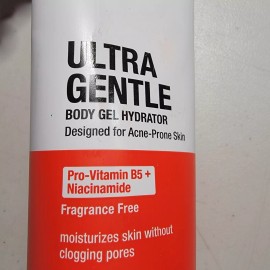 ULTRA
GENTLE
BODY GEL HYDRATOR
Designed for Acne-Prone Skin
Pro-Vitamin B5 +
Niacinamide
Fragrance Free
moisturizes skin without
clogging pores